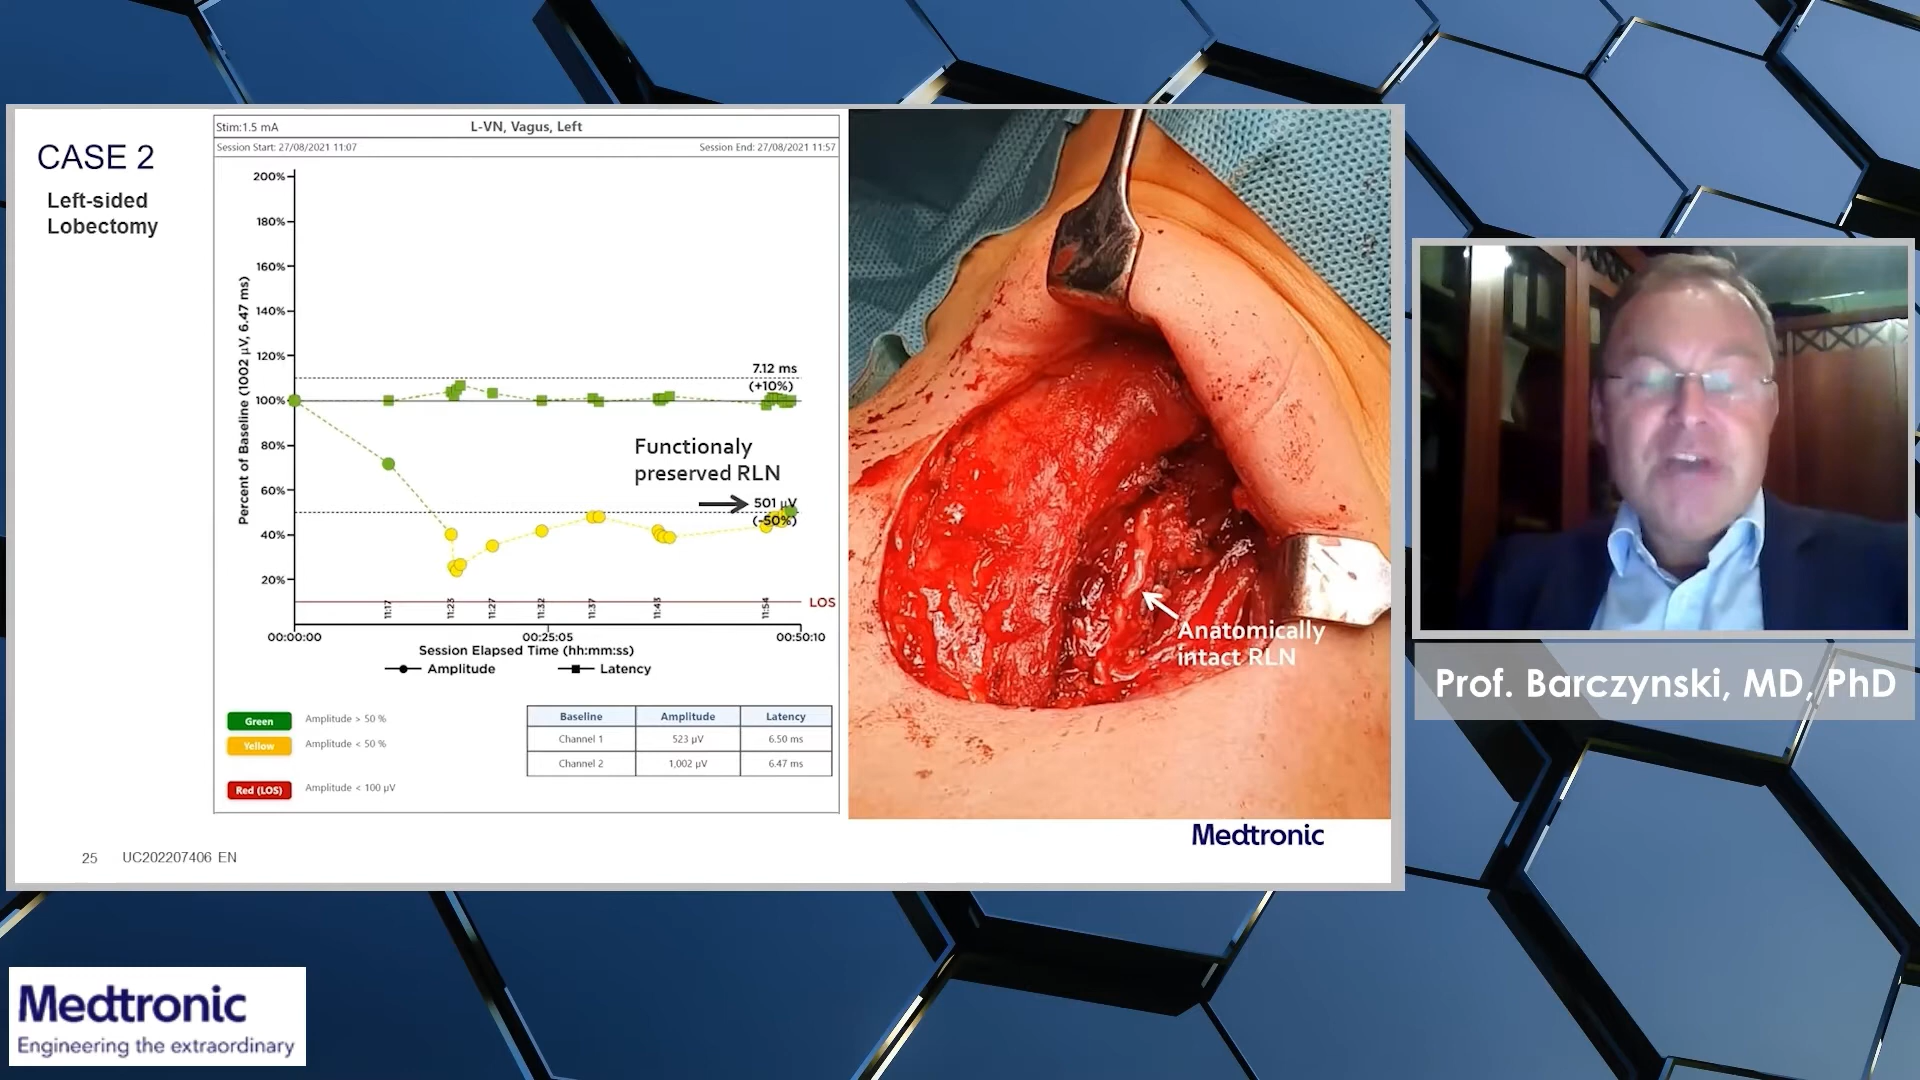 CASE 2
Left-sided
Lobectomy
Stim:1.5 mA
L-VN, Vagus, Left
Session Start: 27/08/2021 11:07
Session End: 27/08/2021 11:57
Percent of Baseline (1002 µV, 6.47 ms)
200%
180%
160%
140%
120%
100%
80%
60%
40%
20%
7.12 ms
(+10%)
Functionaly
preserved RLN
501 µV
(-50%)
LOS
11:17
11:23
11:27
11:32
11:37
11:43
11:54
00:00:00
00:25:05
00:50:10
Session Elapsed Time (hh:mm:ss)
Amplitude
Latency
Green
Amplitude > 50 %
Yellow
Amplitude < 50 %
Red (LOS)
Amplitude < 100 µV
Baseline Amplitude Latency
Channel 1 523 µV 6.50 ms
Channel 2 1,002 µV 6.47 ms
Anatomically
intact RLN
Medtronic
25
UC202207406 EN
Prof. Barczynski, MD, PhD
Medtronic
Engineering the extraordinary